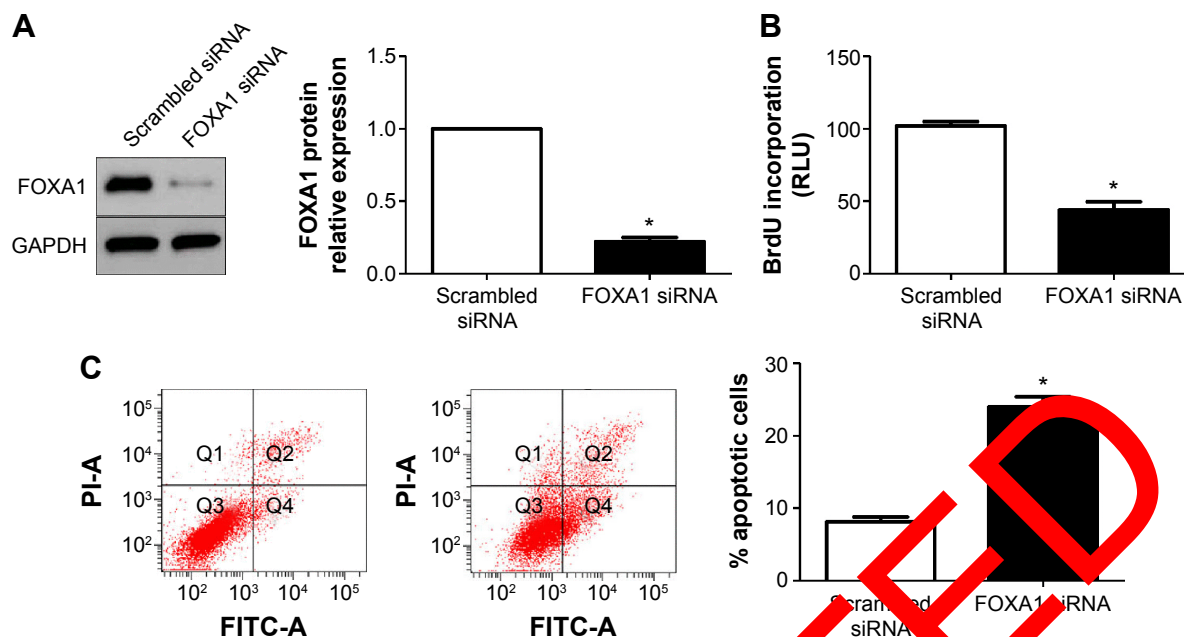 A
Scrambled siRNA
FOXA1 siRNA
FOXA1
GAPDH
FOXA1 protein
relative expression
1.5
1.0
0.5
0.0
Scrambled
siRNA
FOXA1 siRNA
*
B
BrdU incorporation
(RLU)
150
100
50
0
Scrambled
siRNA
FOXA1 siRNA
*
C
PI-A
10⁵
10⁴
10³
10²
Q1
Q2
Q3
Q4
10² 10³ 10⁴ 10⁵
FITC-A
PI-A
10⁵
10⁴
10³
10²
Q1
Q2
Q3
Q4
10² 10³ 10⁴ 10⁵
FITC-A
% apoptotic cells
30
20
10
0
*
Scrambled
siRNA
FOXA1 siRNA